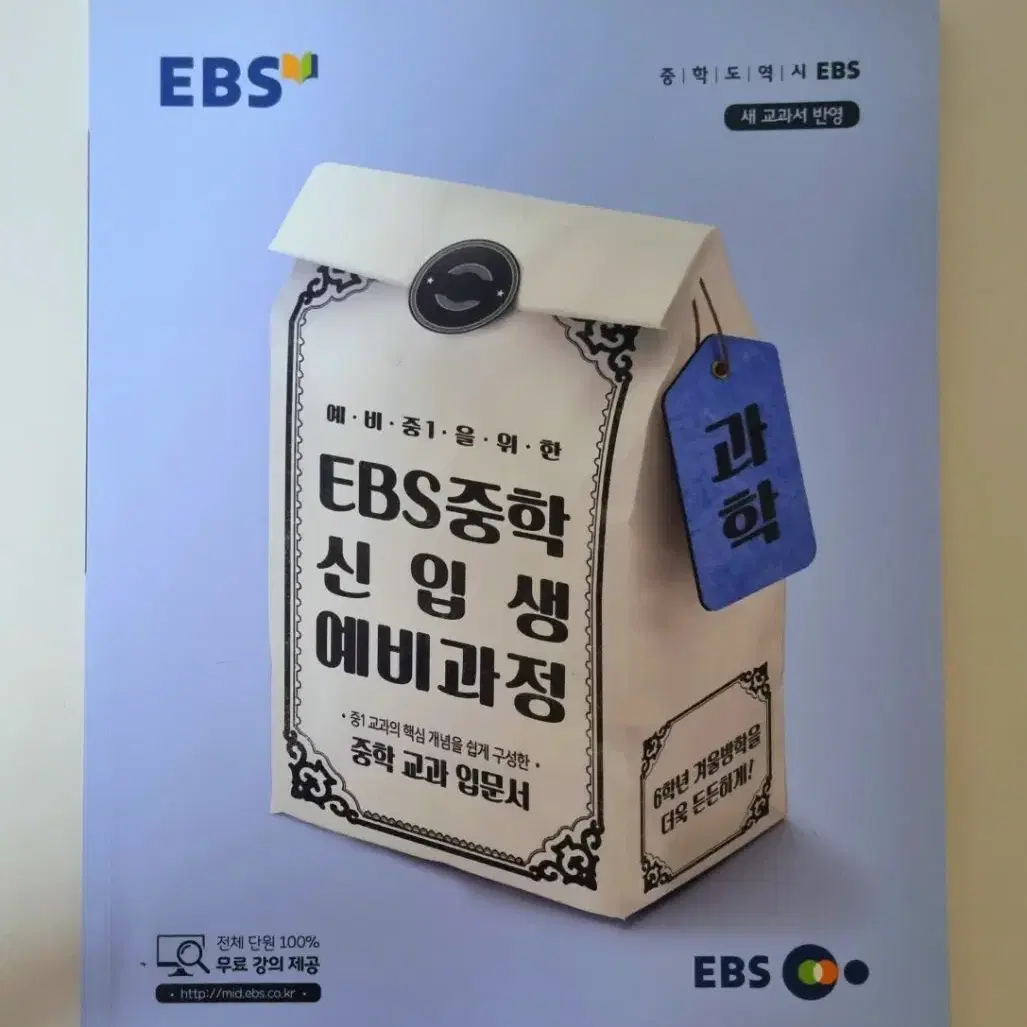 EBS
중|학|도|역|시 EBS
새 교과서 반영
예·비·중1·을·위·한
EBS중학
신입생
예비과정
• 중1 교과의 핵심 개념을 쉽게 구성한 •
중학 교과 입문서
과학
6학년 겨울방학을
더욱 든든하게!
전체 단원 100%
무료 강의 제공
• http://mid.ebs.co.kr •
EBS